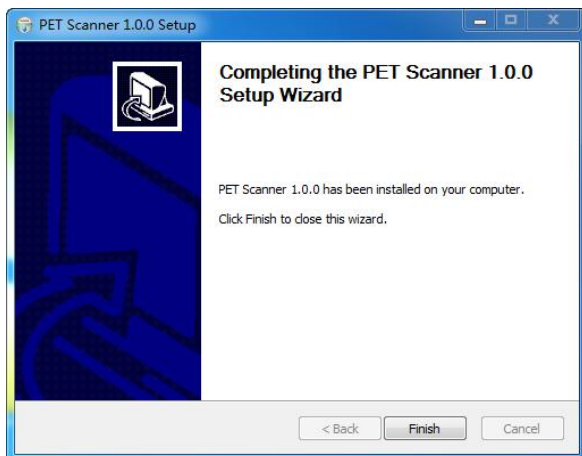 PET Scanner 1.0.0 Setup
Completing the PET Scanner 1.0.0
Setup Wizard
PET Scanner 1.0.0 has been installed on your computer.
Click Finish to close this wizard.
< Back
Finish
Cancel